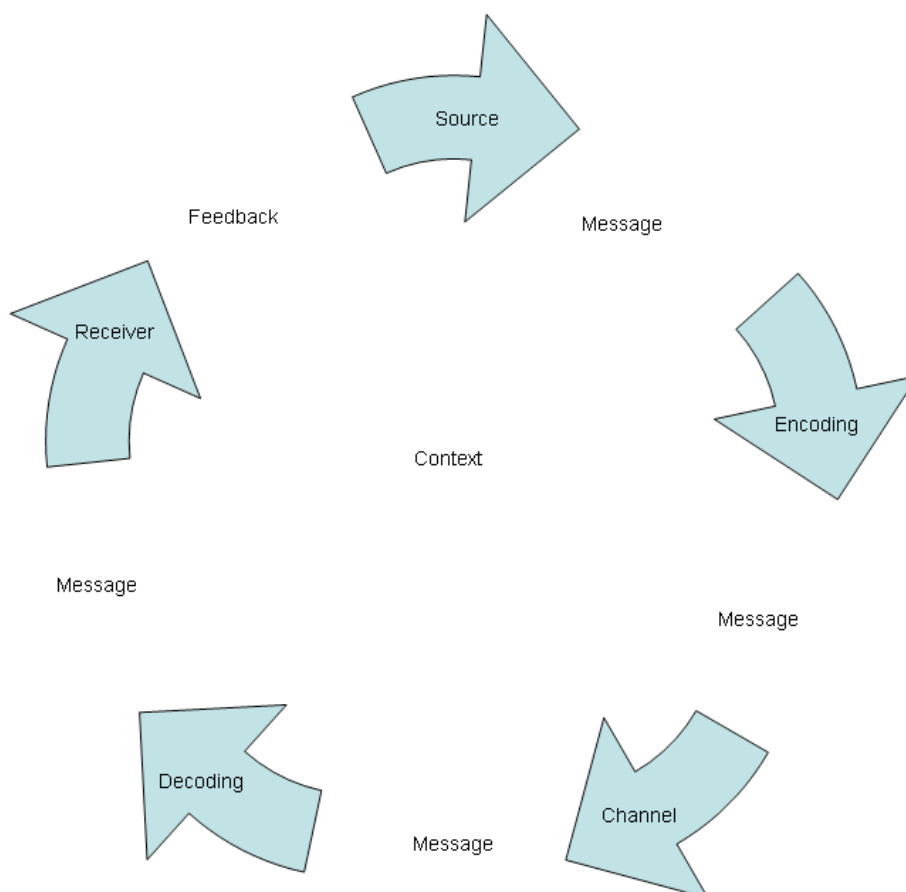 Source
Feedback
Message
Receiver
Encoding
Context
Message
Message
Decoding
Channel
Message